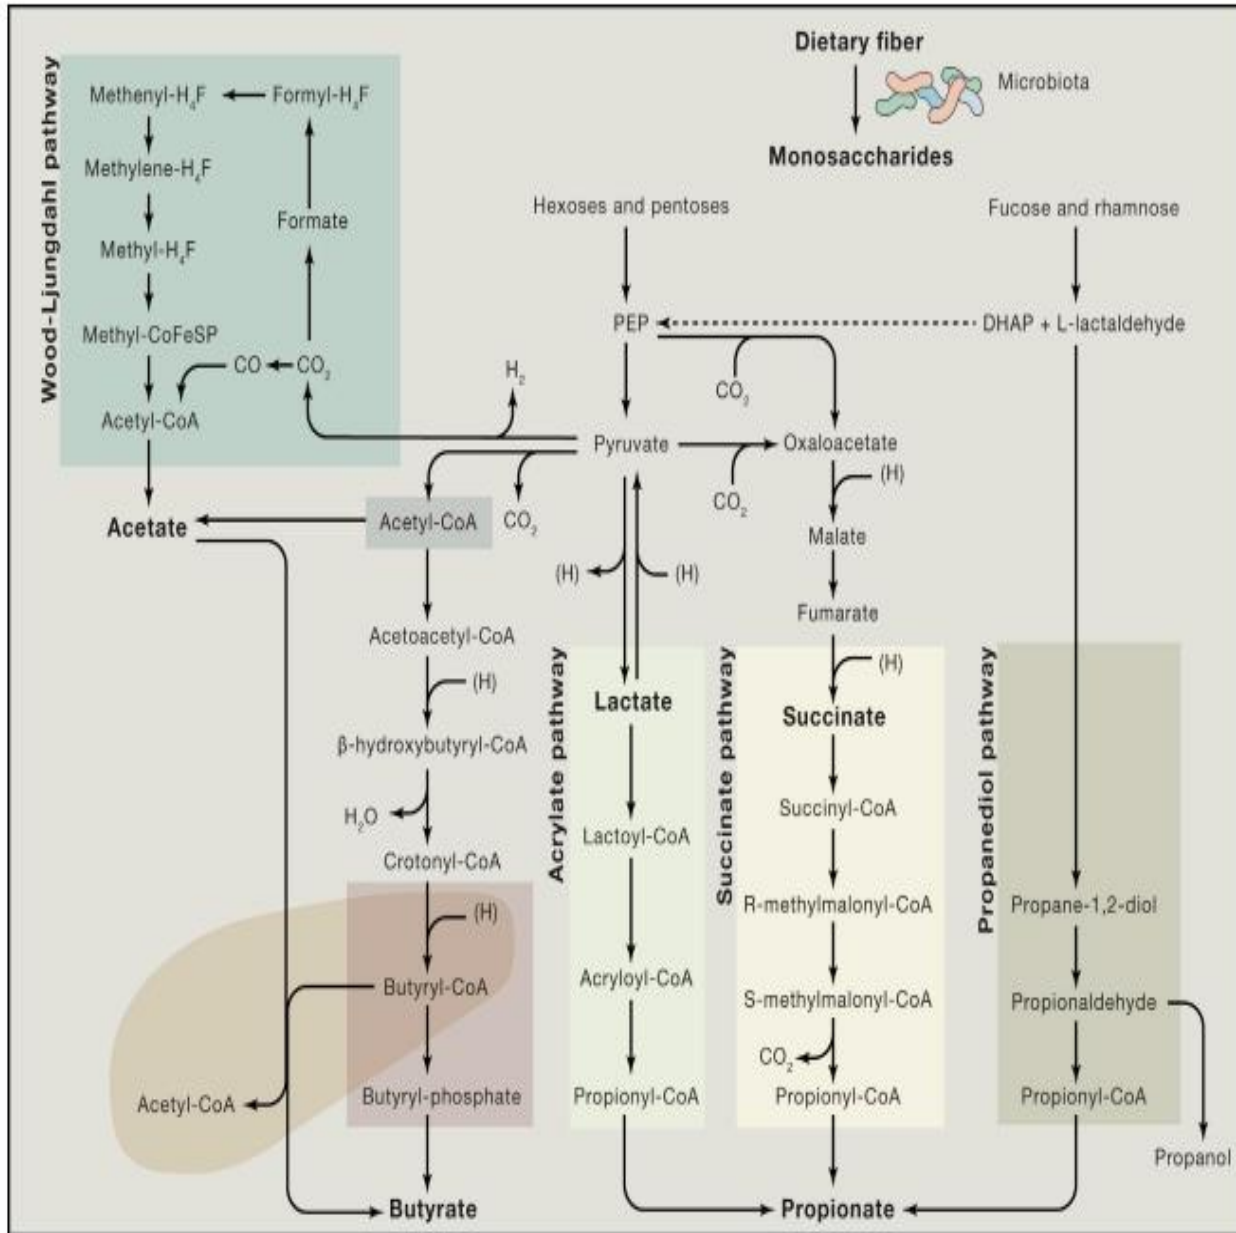 Dietary fiber
Microbiota
Monosaccharides
Wood-Ljungdahl pathway
Methenyl-H₄F
Formyl-H₄F
Methylene-H₄F
Formate
Methyl-H₄F
Methyl-CoFeSP
CO
CO₂
Acetyl-CoA
Acetate
Hexoses and pentoses
Fucose and rhamnose
PEP
DHAP + L-lactaldehyde
CO₂
H₂
Pyruvate
Oxaloacetate
CO₂
(H)
Acetyl-CoA
CO₂
Malate
(H)
(H)
Fumarate
(H)
Acetoacetyl-CoA
(H)
β-hydroxybutyryl-CoA
H₂O
Crotonyl-CoA
(H)
Butyryl-CoA
Acetyl-CoA
Butyryl-phosphate
Butyrate
Acrylate pathway
Lactate
Lactoyl-CoA
Acryloyl-CoA
Propionyl-CoA
Succinate pathway
Succinate
Succinyl-CoA
R-methylmalonyl-CoA
S-methylmalonyl-CoA
CO₂
Propionyl-CoA
Propionate
Propanediol pathway
Propane-1,2-diol
Propionaldehyde
Propionyl-CoA
Propanol